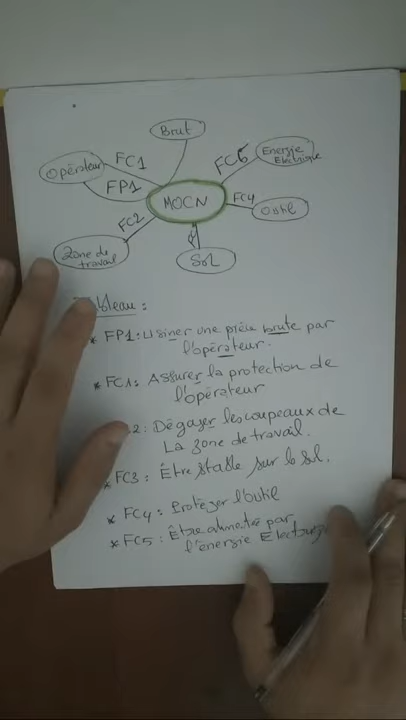 Brut
Opérateur
FC1
FP1
FC6
Energie
Electrique
MOCN
FC4
Outil
FC2
Zone de
travail
Sol
bleau :
* FP1: Usiner une pièce brute par
l'opérateur.
* FC1: Assurer la protection de
l'opérateur
2: Dégager les coupeaux de
La zone de travail.
* FC3 : Être stable sur le sol.
* FC4 : Protéger l'outil
* FC5 : Être alimenté par
l'énergie Electrique